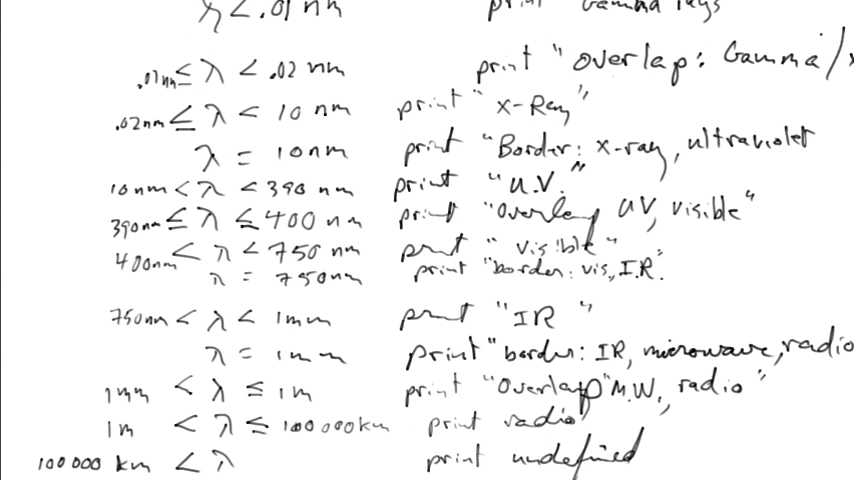 λ < .01 nm print "Gamma rays
.01nm ≤ λ < .02 nm print "Overlap: Gamma/x
.02nm ≤ λ < 10 nm print "X-Ray"
λ = 10nm print "Border: x-ray, ultraviolet
10nm < λ < 390 nm print "U.V."
390nm ≤ λ ≤ 400 nm print "Overlap UV, visible"
400nm < λ < 750 nm print "visible"
λ = 750nm print "border: vis, I.R."
750nm < λ < 1mm print "IR"
λ = 1mm print "border: IR, microwave, radio
1mm < λ ≤ 1m print "Overlap" M.W., radio"
1m < λ ≤ 100 000km print radio
100 000 km < λ print undefined